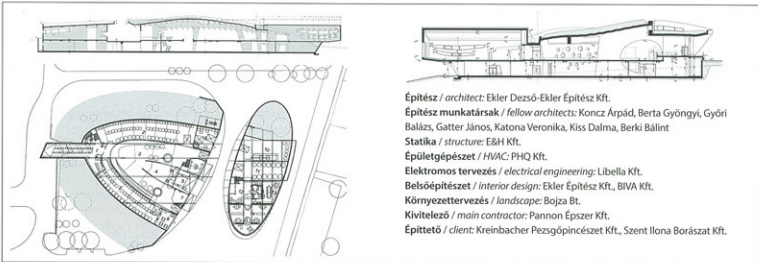 Építész / architect: Ekler Dezső-Ekler Építész Kft.
Építész munkatársak / fellow architects: Koncz Árpád, Berta Gyöngyi, Győri
Balázs, Gatter János, Katona Veronika, Kiss Dalma, Berki Bálint
Statika / structure: E&H Kft.
Épületgépészet / HVAC: PHQ Kft.
Elektromos tervezés / electrical engineering: Libella Kft.
Belsőépítészet / interior design: Ekler Építész Kft., BIVA Kft.
Környezettervezés / landscape: Bojza Bt.
Kivitelező / main contractor: Pannon Épszer Kft.
Építtető / client: Kreinbacher Pezsgőpincészet Kft., Szent Ilona Borászat Kft.